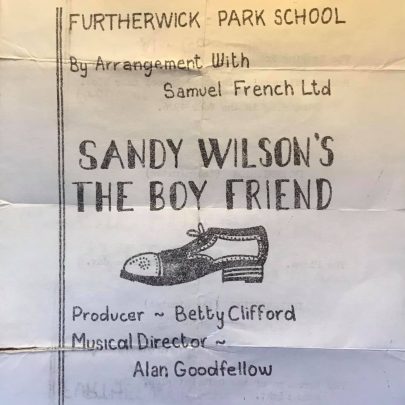 FURTHERWICK PARK SCHOOL
By Arrangement With
Samuel French Ltd
SANDY WILSON'S
THE BOY FRIEND
Producer ~ Betty Clifford
Musical Director ~
Alan Goodfellow